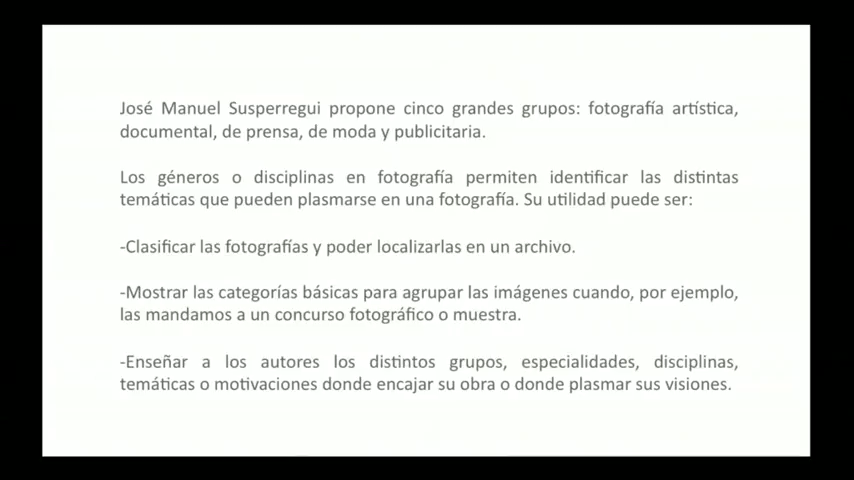 José Manuel Susperregui propone cinco grandes grupos: fotografía artística,
documental, de prensa, de moda y publicitaria.
Los géneros o disciplinas en fotografía permiten identificar las distintas
temáticas que pueden plasmarse en una fotografía. Su utilidad puede ser:
-Clasificar las fotografías y poder localizarlas en un archivo.
-Mostrar las categorías básicas para agrupar las imágenes cuando, por ejemplo,
las mandamos a un concurso fotográfico o muestra.
-Enseñar a los autores los distintos grupos, especialidades, disciplinas,
temáticas o motivaciones donde encajar su obra o donde plasmar sus visiones.